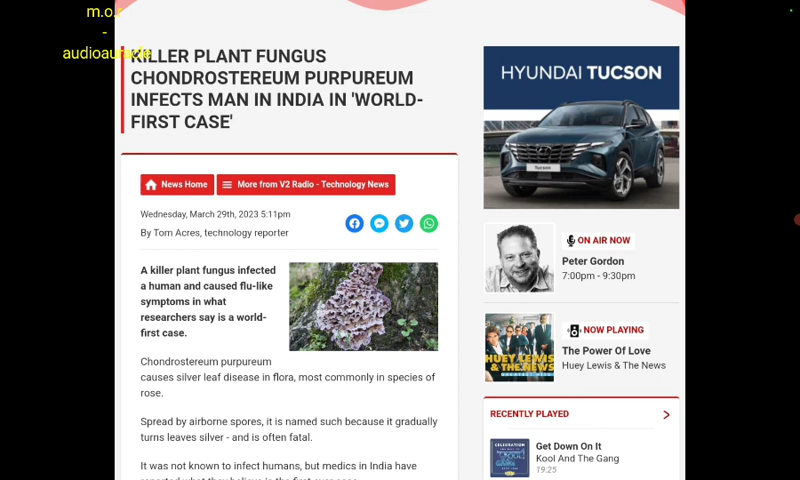 m.o.r
-
KILLER PLANT FUNGUS
CHONDROSTEREUM PURPUREUM
INFECTS MAN IN INDIA IN 'WORLD-
FIRST CASE'
News Home
More from V2 Radio - Technology News
Wednesday, March 29th, 2023 5:11pm
By Tom Acres, technology reporter
A killer plant fungus infected
a human and caused flu-like
symptoms in what
researchers say is a world-
first case.
Chondrostereum purpureum
causes silver leaf disease in flora, most commonly in species of
rose.
Spread by airborne spores, it is named such because it gradually
turns leaves silver - and is often fatal.
It was not known to infect humans, but medics in India have
HYUNDAI TUCSON
Tucson
ON AIR NOW
Peter Gordon
7:00pm - 9:30pm
HUEY LEWIS
& THE NEWS
NOW PLAYING
The Power Of Love
Huey Lewis & The News
RECENTLY PLAYED
CELEBRATION
Get Down On It
Kool And The Gang
19:25